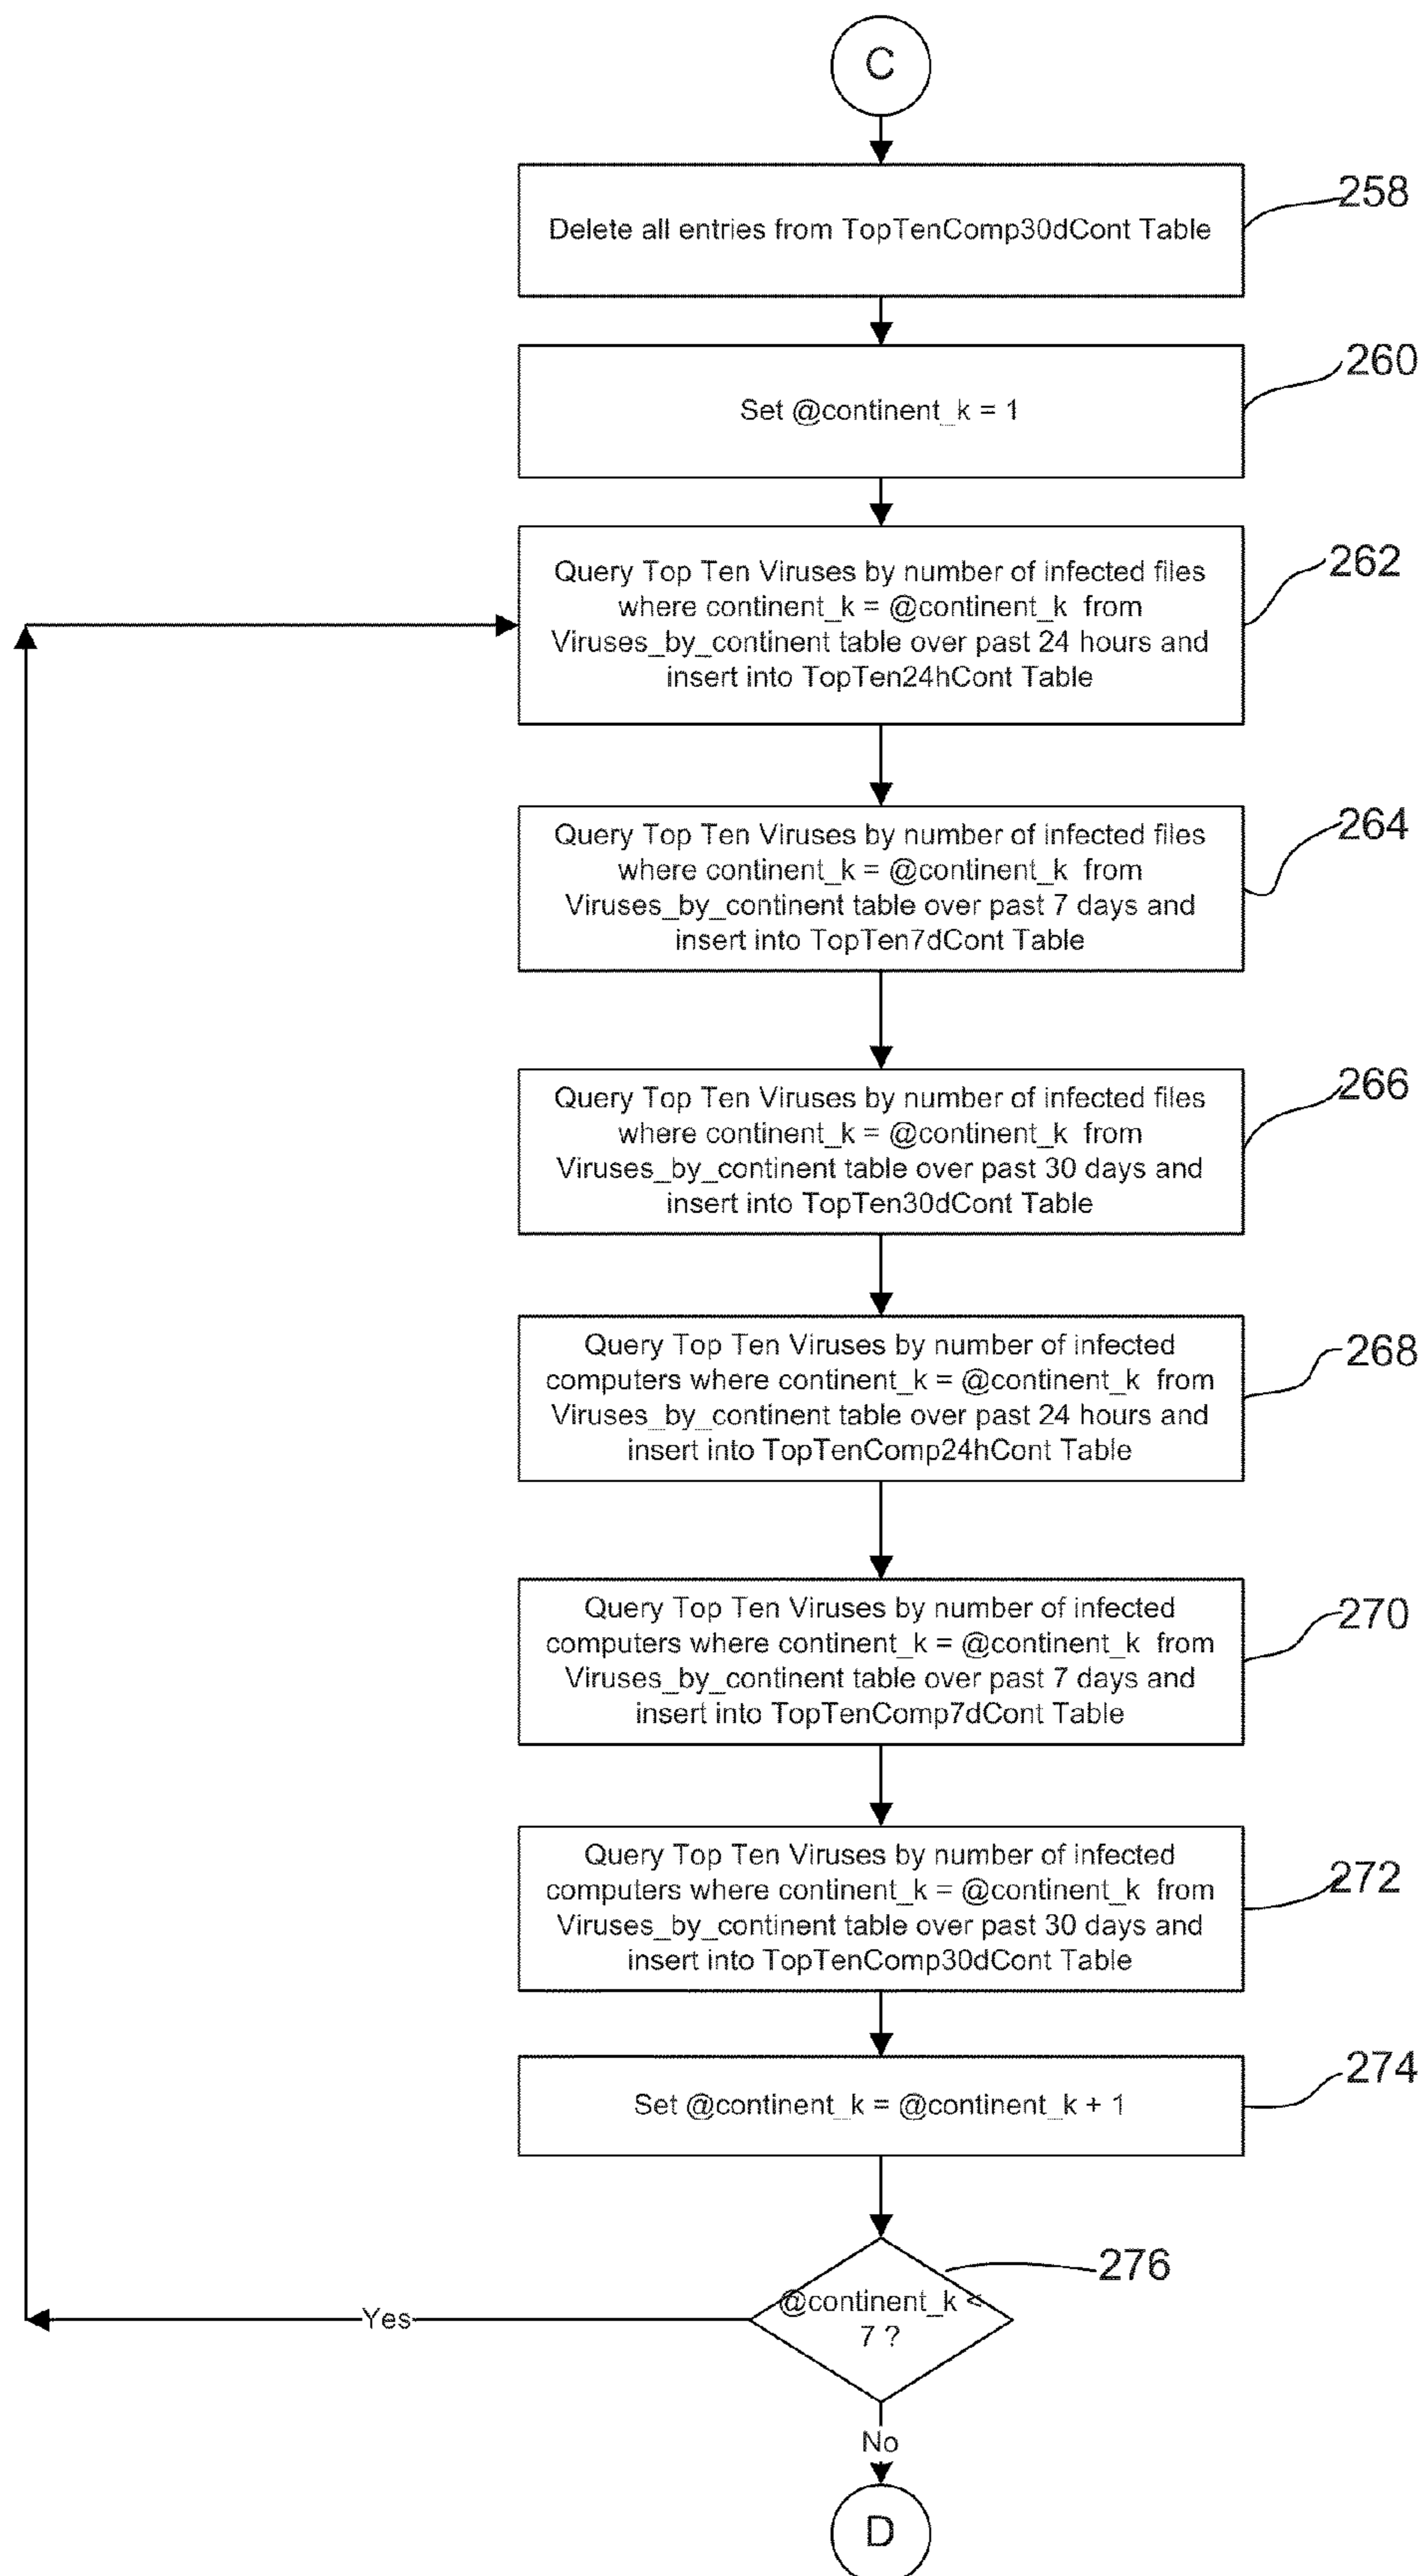 C
Delete all entries from TopTenComp30dCont Table
258
Set @continent_k = 1
260
Query Top Ten Viruses by number of infected files
where continent_k = @continent_k from
Viruses_by_continent table over past 24 hours and
insert into TopTen24hCont Table
262
Query Top Ten Viruses by number of infected files
where continent_k = @continent_k from
Viruses_by_continent table over past 7 days and
insert into TopTen7dCont Table
264
Query Top Ten Viruses by number of infected files
where continent_k = @continent_k from
Viruses_by_continent table over past 30 days and
insert into TopTen30dCont Table
266
Query Top Ten Viruses by number of infected
computers where continent_k = @continent_k from
Viruses_by_continent table over past 24 hours and
insert into TopTenComp24hCont Table
268
Query Top Ten Viruses by number of infected
computers where continent_k = @continent_k from
Viruses_by_continent table over past 7 days and
insert into TopTenComp7dCont Table
270
Query Top Ten Viruses by number of infected
computers where continent_k = @continent_k from
Viruses_by_continent table over past 30 days and
insert into TopTenComp30dCont Table
272
Set @continent_k = @continent_k + 1
274
276
@continent_k <
7 ?
Yes
No
D